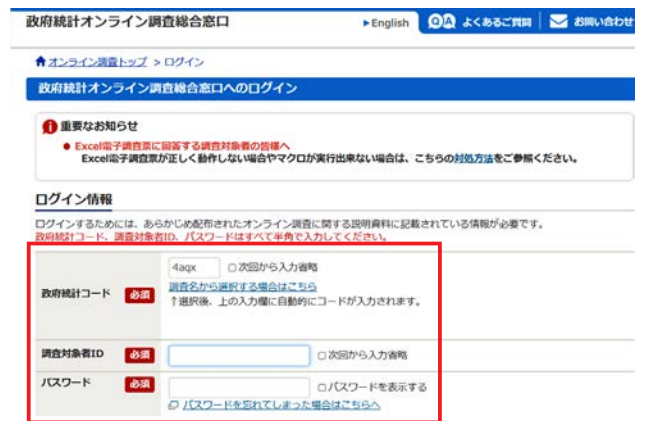 政府統計オンライン調査総合窓口
▸English
QA よくあるご質問
お問い合わせ
オンライン調査トップ > ログイン
政府統計オンライン調査総合窓口へのログイン
重要なお知らせ
● Excel電子調査票に回答する調査対象者の皆様へ
Excel電子調査票が正しく動作しない場合やマクロが実行出来ない場合は、こちらの対処方法をご参照ください。
ログイン情報
ログインするためには、あらかじめ配布されたオンライン調査に関する説明資料に記載されている情報が必要です。
政府統計コード、調査対象者ID、パスワードはすべて半角で入力してください。
4aqx □次回から入力省略
政府統計コード 必須 調査名から選択する場合はこちら
↑選択後、上の入力欄に自動的にコードが入力されます。
調査対象者ID 必須 □次回から入力省略
パスワード 必須 □パスワードを表示する
パスワードを忘れてしまった場合はこちらへ